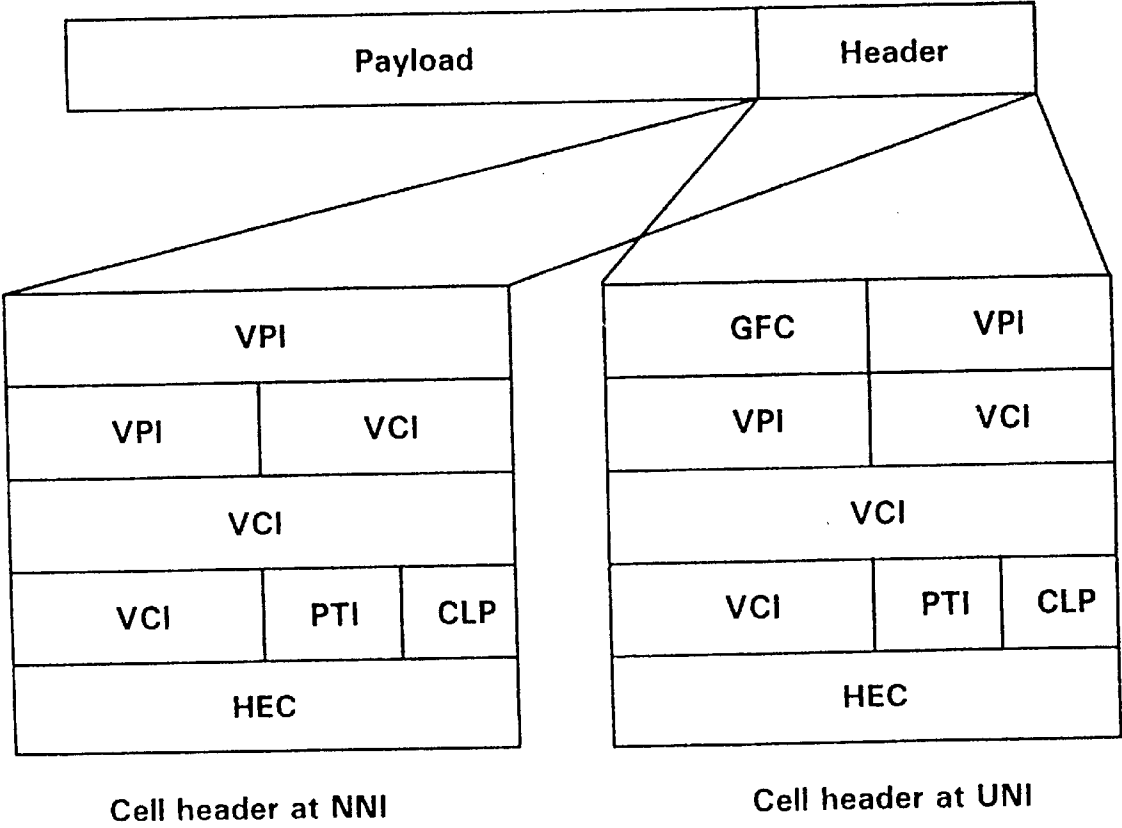 Payload
Header
VPI
VPI VCI
VCI
VCI PTI CLP
HEC
Cell header at NNI
GFC VPI
VPI VCI
VCI
VCI PTI CLP
HEC
Cell header at UNI